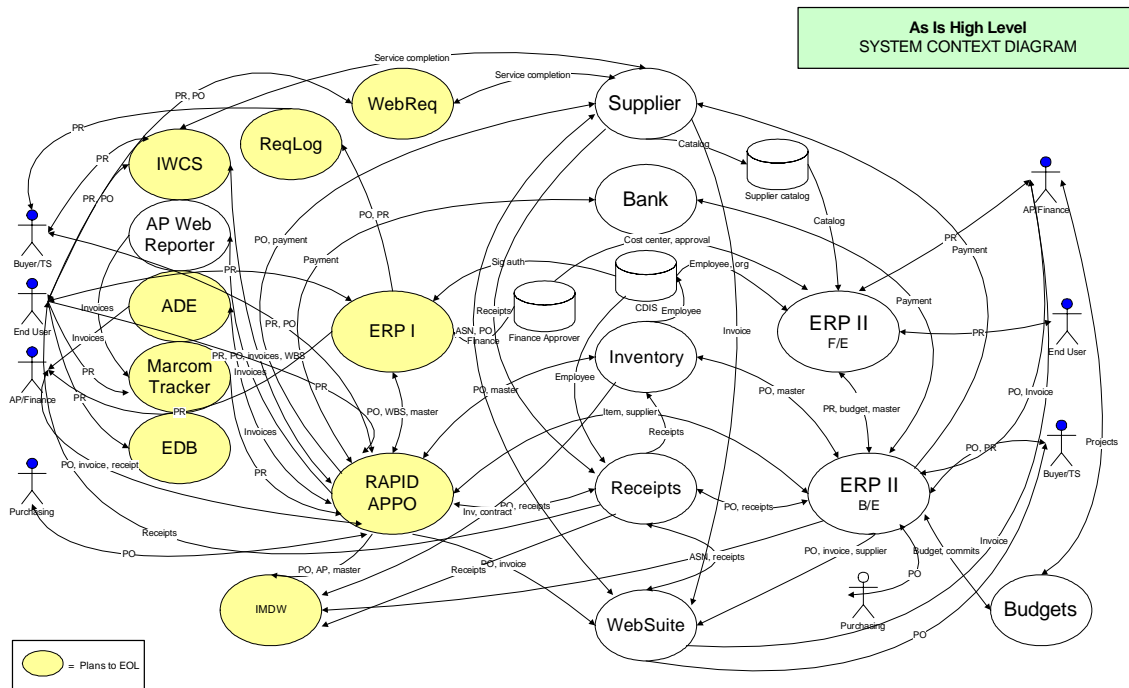 As Is High Level
SYSTEM CONTEXT DIAGRAM
Service completion
Service completion
PR, PO
WebReq
Supplier
PR
ReqLog
Catalog
IWCS
PR
Supplier catalog
PR, PO
PO, PR
Bank
AP/Finance
AP Web
Reporter
Catalog
Cost center, approval
PR
Payment
PO, payment
Buyer/TS
Payment
Sig auth
Employee, org
PR
CDIS
ADE
Invoices
Receipts
Employee
Payment
End User
ERP I
ASN, PO
Finance
Finance Approver
ERP II
F/E
PR
End User
Invoices
PR, PO
Invoice
Inventory
AP/Finance
Marcom
Tracker
PR, PO, invoices, WBS
Invoices
Employee
PR
PR
PO, master
PO, master
PO, Invoice
PR
PR
PO, WBS, master
Item, supplier
PR, budget, master
EDB
Invoices
Receipts
PO, PR
Projects
PO, invoice, receipt
PR
Buyer/TS
RAPID
APPO
Receipts
ERP II
B/E
Purchasing
PO, receipts
PO, receipts
Inv, contract
Receipts
PO
ASN, receipts
PO, invoice, supplier
Budget, commits
Invoice
PO, AP, master
PO, invoice
Receipts
PO
IMDW
WebSuite
Purchasing
Budgets
PO
= Plans to EOL